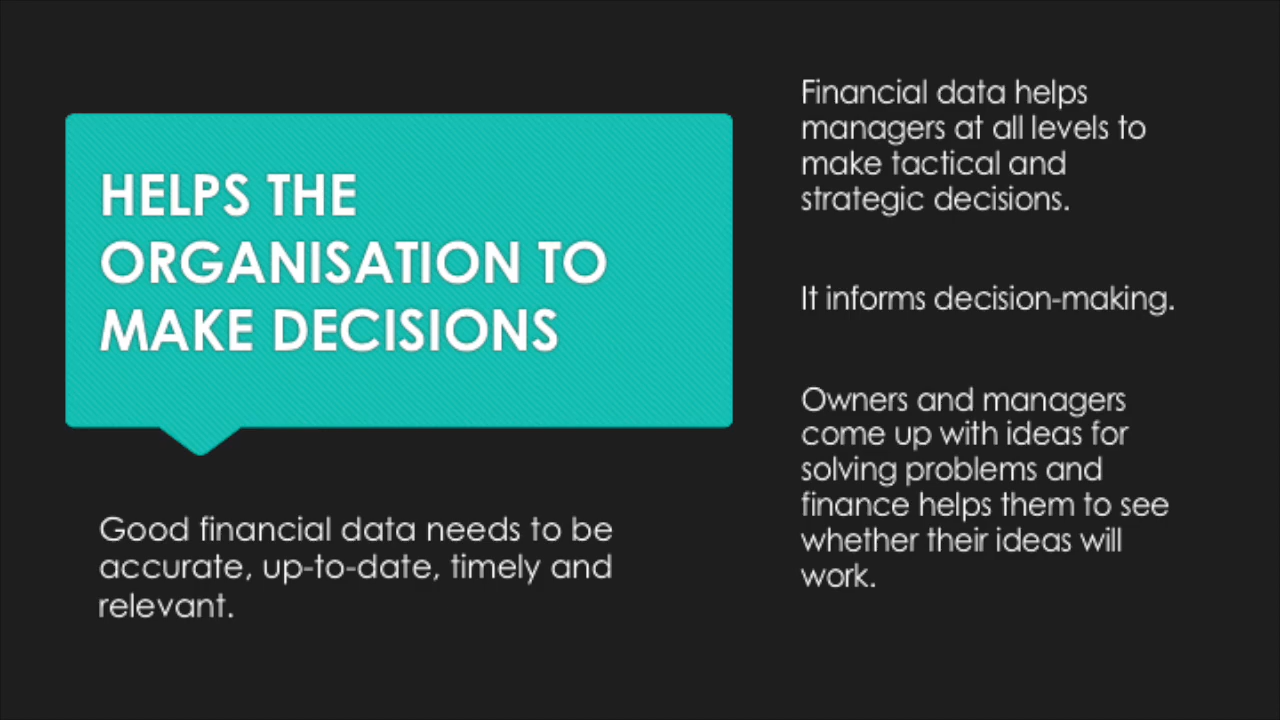 HELPS THE
ORGANISATION TO
MAKE DECISIONS
Good financial data needs to be
accurate, up-to-date, timely and
relevant.
Financial data helps
managers at all levels to
make tactical and
strategic decisions.
It informs decision-making.
Owners and managers
come up with ideas for
solving problems and
finance helps them to see
whether their ideas will
work.